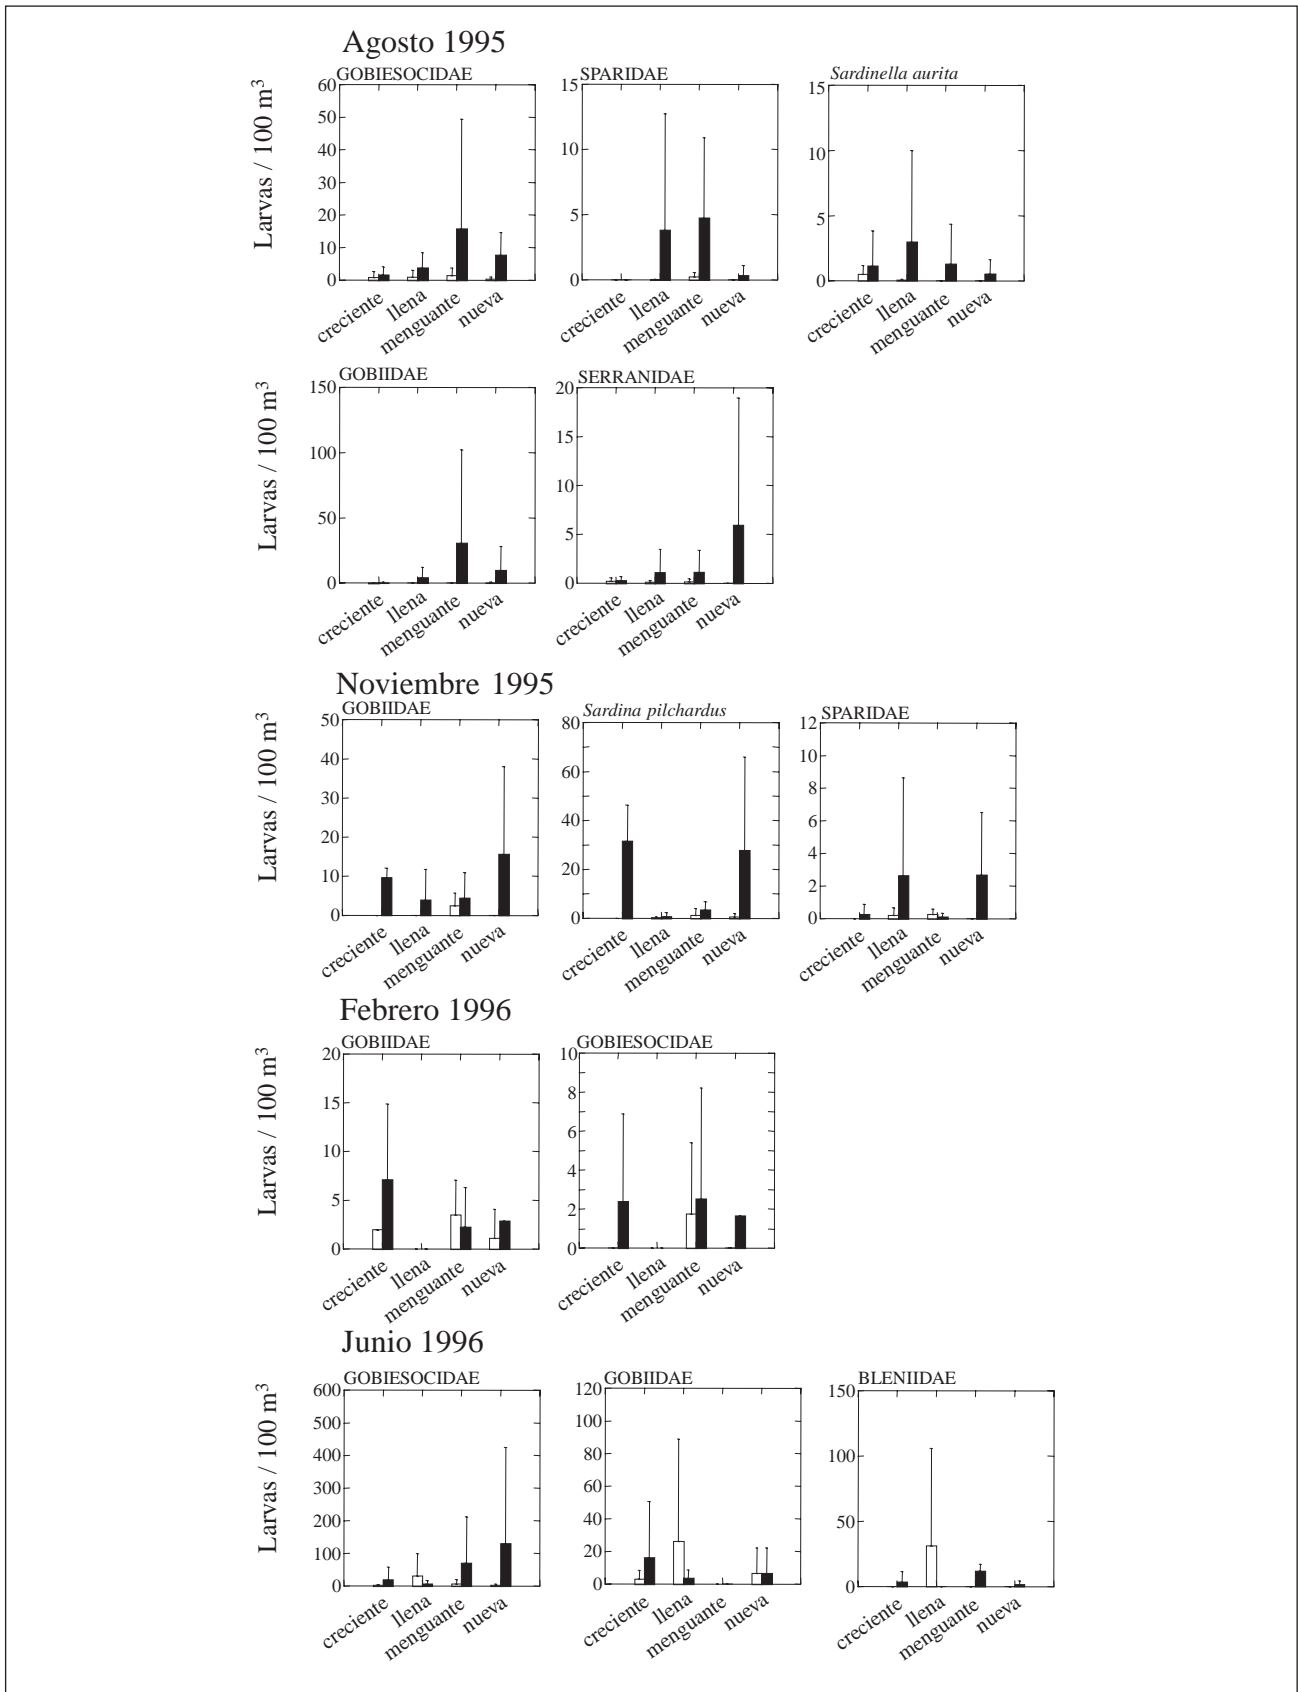 Agosto 1995
GOBIESOCIDAE
SPARIDAE
Sardinella aurita
Larvas / 100 m³
60
50
40
30
20
10
0
creciente
llena
menguante
nueva
15
10
5
0
creciente
llena
menguante
nueva
15
10
5
0
creciente
llena
menguante
nueva
GOBIIDAE
SERRANIDAE
Larvas / 100 m³
150
100
50
0
creciente
llena
menguante
nueva
20
15
10
5
0
creciente
llena
menguante
nueva
Noviembre 1995
GOBIIDAE
Sardina pilchardus
SPARIDAE
Larvas / 100 m³
50
40
30
20
10
0
creciente
llena
menguante
nueva
80
60
40
20
0
creciente
llena
menguante
nueva
12
10
8
6
4
2
0
creciente
llena
menguante
nueva
Febrero 1996
GOBIIDAE
GOBIESOCIDAE
Larvas / 100 m³
20
15
10
5
0
creciente
llena
menguante
nueva
10
8
6
4
2
0
creciente
llena
menguante
nueva
Junio 1996
GOBIESOCIDAE
GOBIIDAE
BLENIIDAE
Larvas / 100 m³
600
500
400
300
200
100
0
creciente
llena
menguante
nueva
120
100
80
60
40
20
0
creciente
llena
menguante
nueva
150
100
50
0
creciente
llena
menguante
nueva